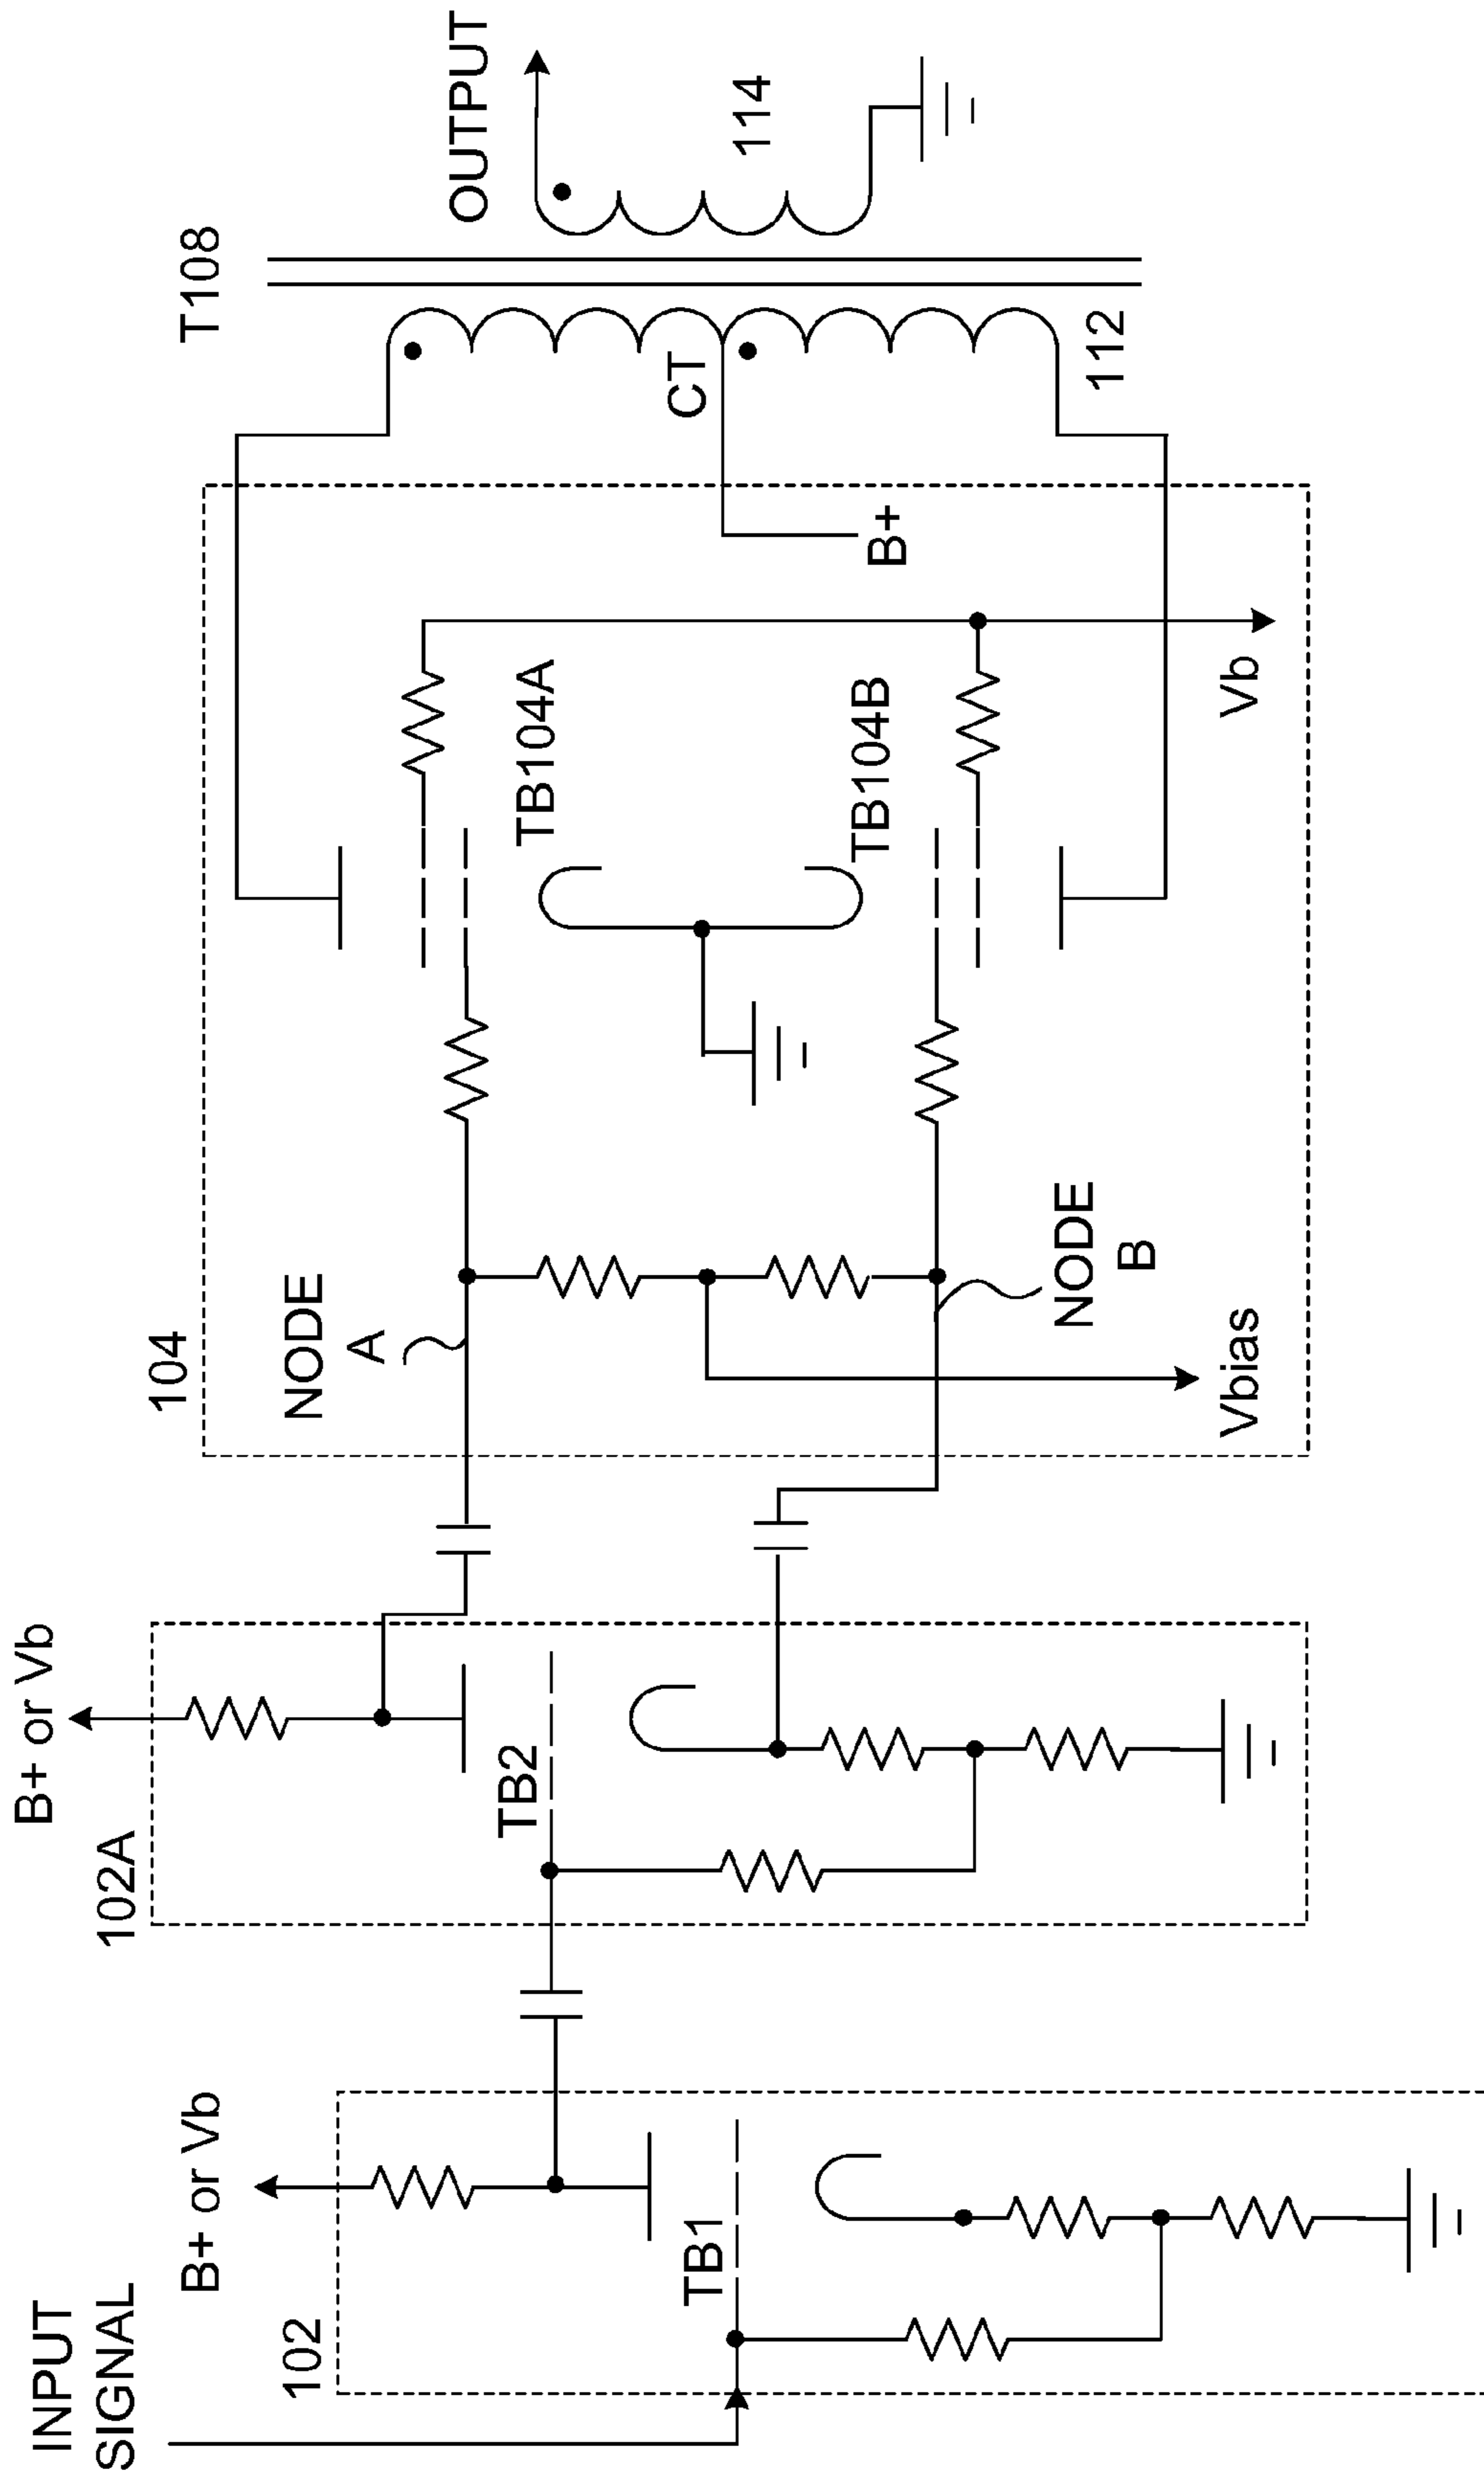 INPUT
SIGNAL
102
B+ or Vb
TB1
102A
B+ or Vb
TB2
104
NODE
A
NODE
B
Vbias
TB104A
TB104B
Vb
B+
CT
T108
112
OUTPUT
114